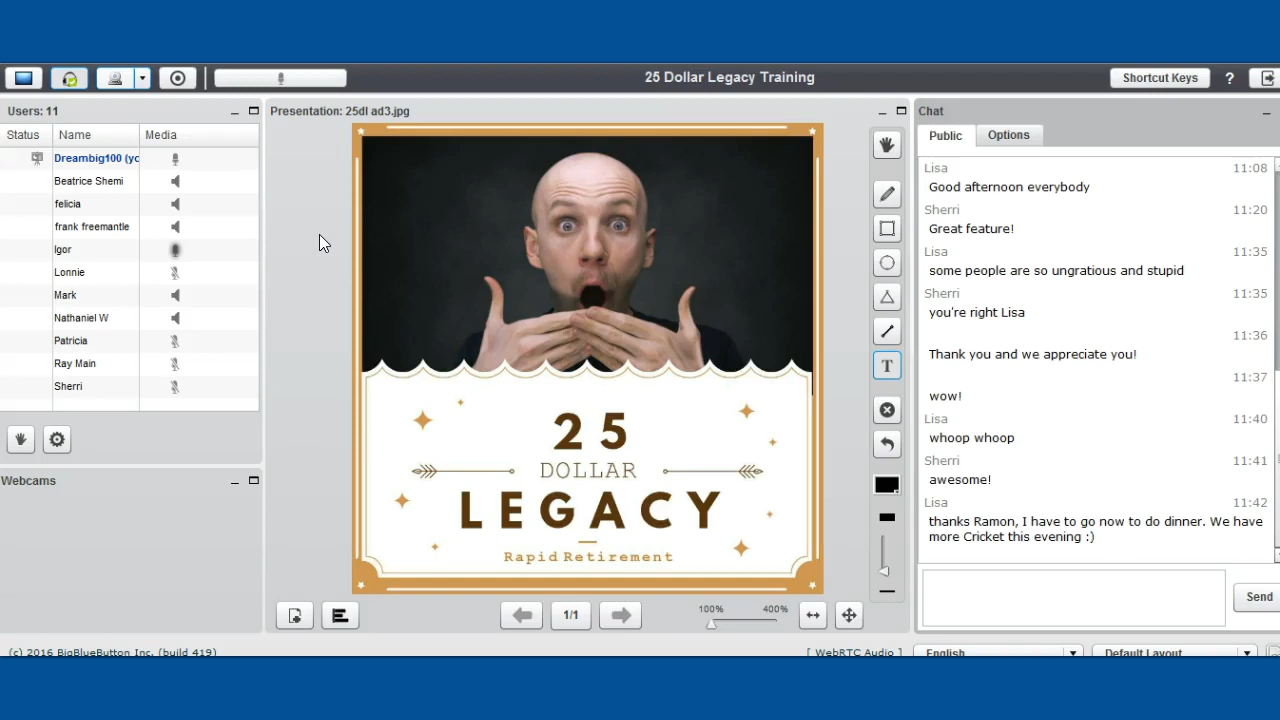 25 Dollar Legacy Training
Shortcut Keys
?
Users: 11
Status Name Media
Dreambig100 (yc
Beatrice Shemi
felicia
frank freemantle
Igor
Lonnie
Mark
Nathaniel W
Patricia
Ray Main
Sherri
Webcams
Presentation: 25dl ad3.jpg
25
DOLLAR
LEGACY
Rapid Retirement
T
1/1
100% 400%
Chat
Public Options
Lisa 11:08
Good afternoon everybody
Sherri 11:20
Great feature!
Lisa 11:35
some people are so ungratious and stupid
Sherri 11:35
you're right Lisa
11:36
Thank you and we appreciate you!
11:37
wow!
Lisa 11:40
whoop whoop
Sherri 11:41
awesome!
Lisa 11:42
thanks Ramon, I have to go now to do dinner. We have
more Cricket this evening :)
Send
(c) 2016 BigBlueButton Inc. (build 419)
[ WebRTC Audio ]
English
Default Layout